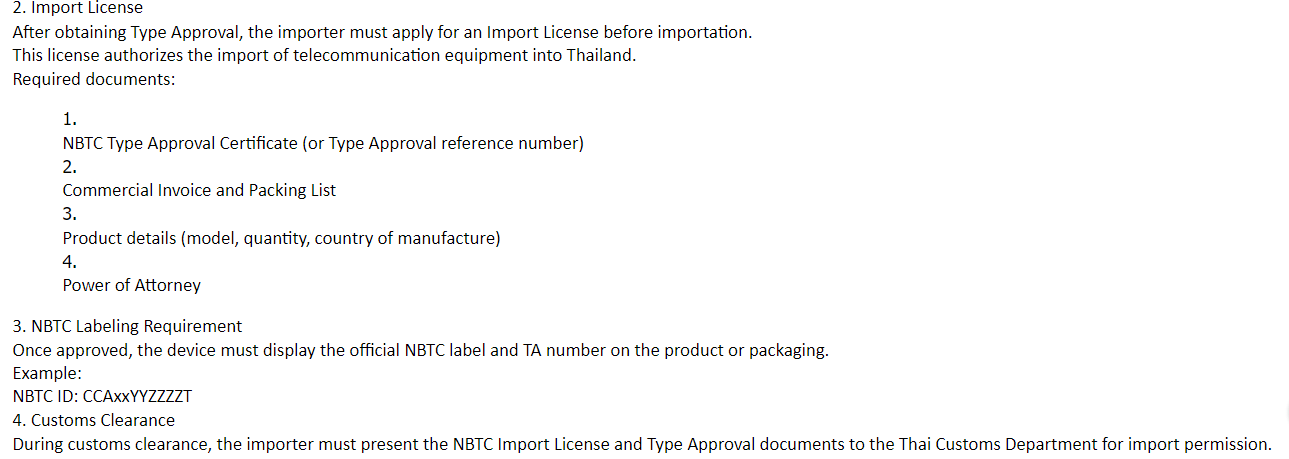 2. Import License
After obtaining Type Approval, the importer must apply for an Import License before importation.
This license authorizes the import of telecommunication equipment into Thailand.
Required documents:
1.
NBTC Type Approval Certificate (or Type Approval reference number)
2.
Commercial Invoice and Packing List
3.
Product details (model, quantity, country of manufacture)
4.
Power of Attorney
3. NBTC Labeling Requirement
Once approved, the device must display the official NBTC label and TA number on the product or packaging.
Example:
NBTC ID: CCAxxYYZZZZT
4. Customs Clearance
During customs clearance, the importer must present the NBTC Import License and Type Approval documents to the Thai Customs Department for import permission.